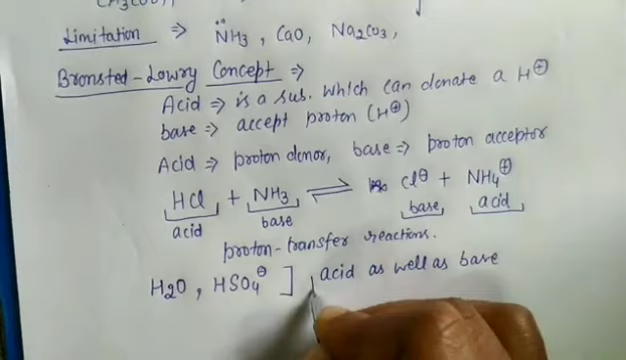 Limitation ⇒ N̈H3, CaO, Na2CO3,
Bronsted-Lowry Concept ⇒
Acid ⇒ is a sub. which can donate a H⊕
base ⇒ accept proton (H⊕)
Acid ⇒ proton donor, base ⇒ proton acceptor
HCl + NH3 ⇌ Cl⊖ + NH4⊕
acid base base, acid
proton-transfer reactions.
H2O, HSO4⊖ ] acid as well as base